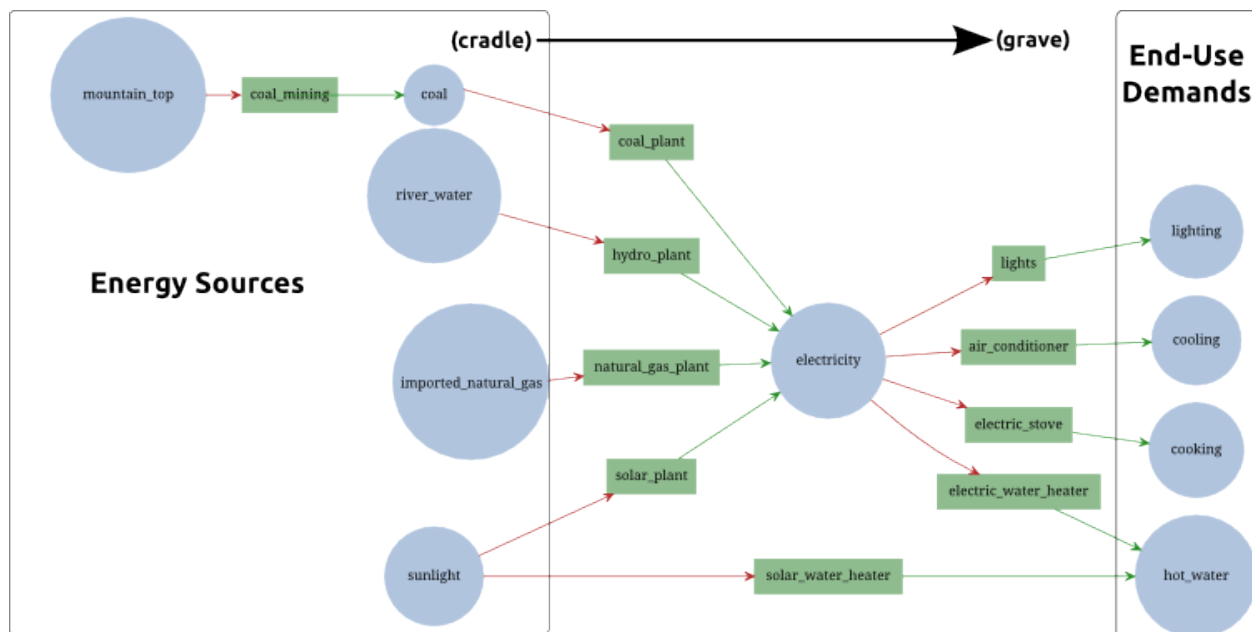 (cradle)
(grave)
End-Use
Demands
mountain_top
coal_mining
coal
coal_plant
river_water
hydro_plant
Energy Sources
lights
lighting
imported_natural_gas
natural_gas_plant
electricity
air_conditioner
cooling
electric_stove
cooking
solar_plant
electric_water_heater
sunlight
solar_water_heater
hot_water